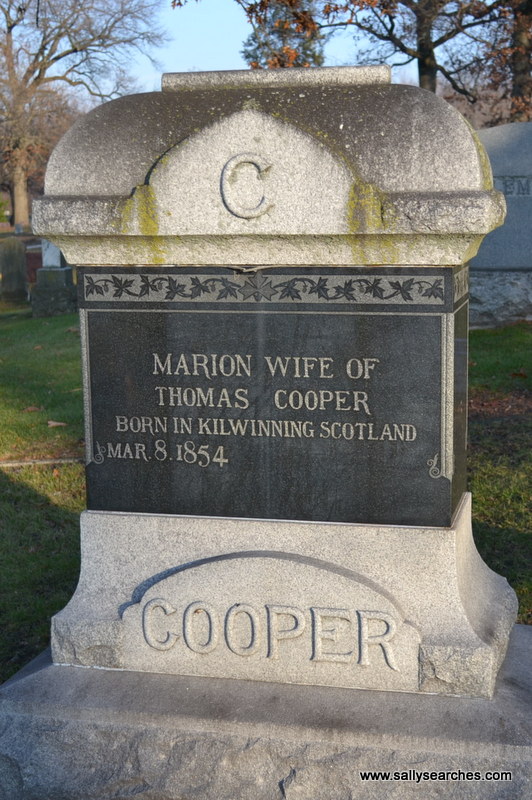 C
MARION WIFE OF
THOMAS COOPER
BORN IN KILWINNING SCOTLAND
MAR. 8. 1854
COOPER
www.sallysearches.com